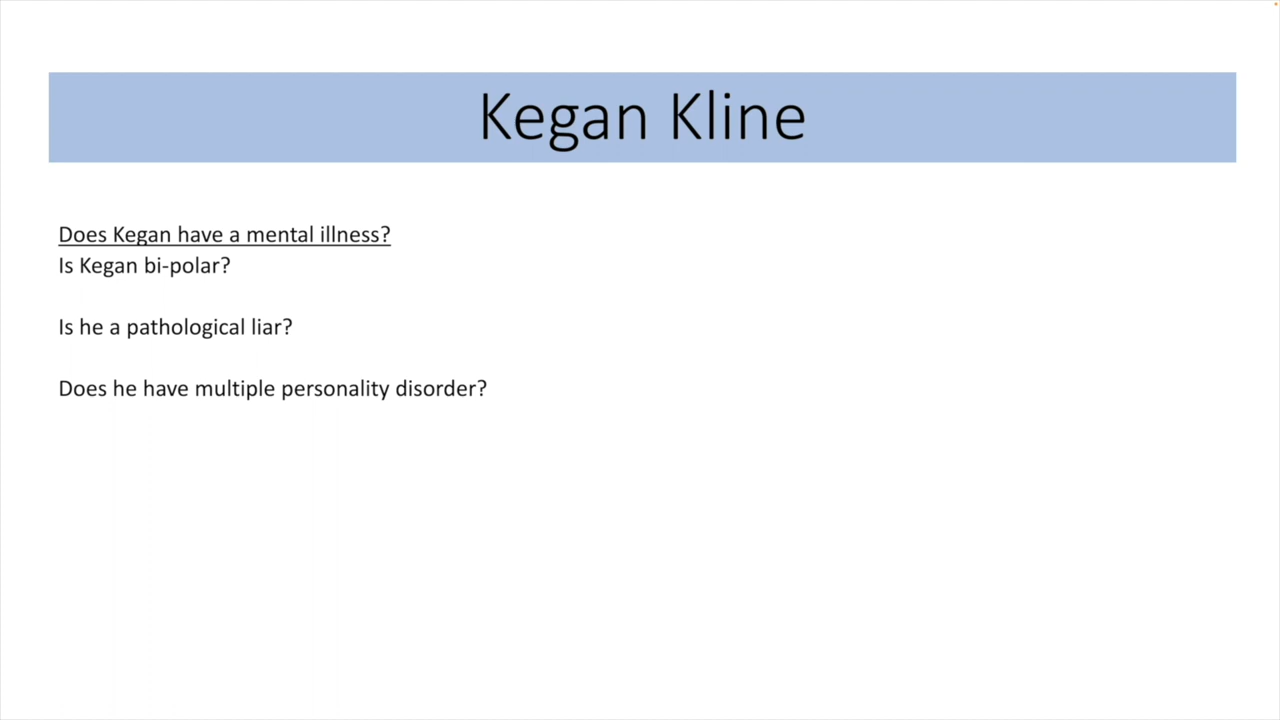 Kegan Kline
Does Kegan have a mental illness?
Is Kegan bi-polar?
Is he a pathological liar?
Does he have multiple personality disorder?